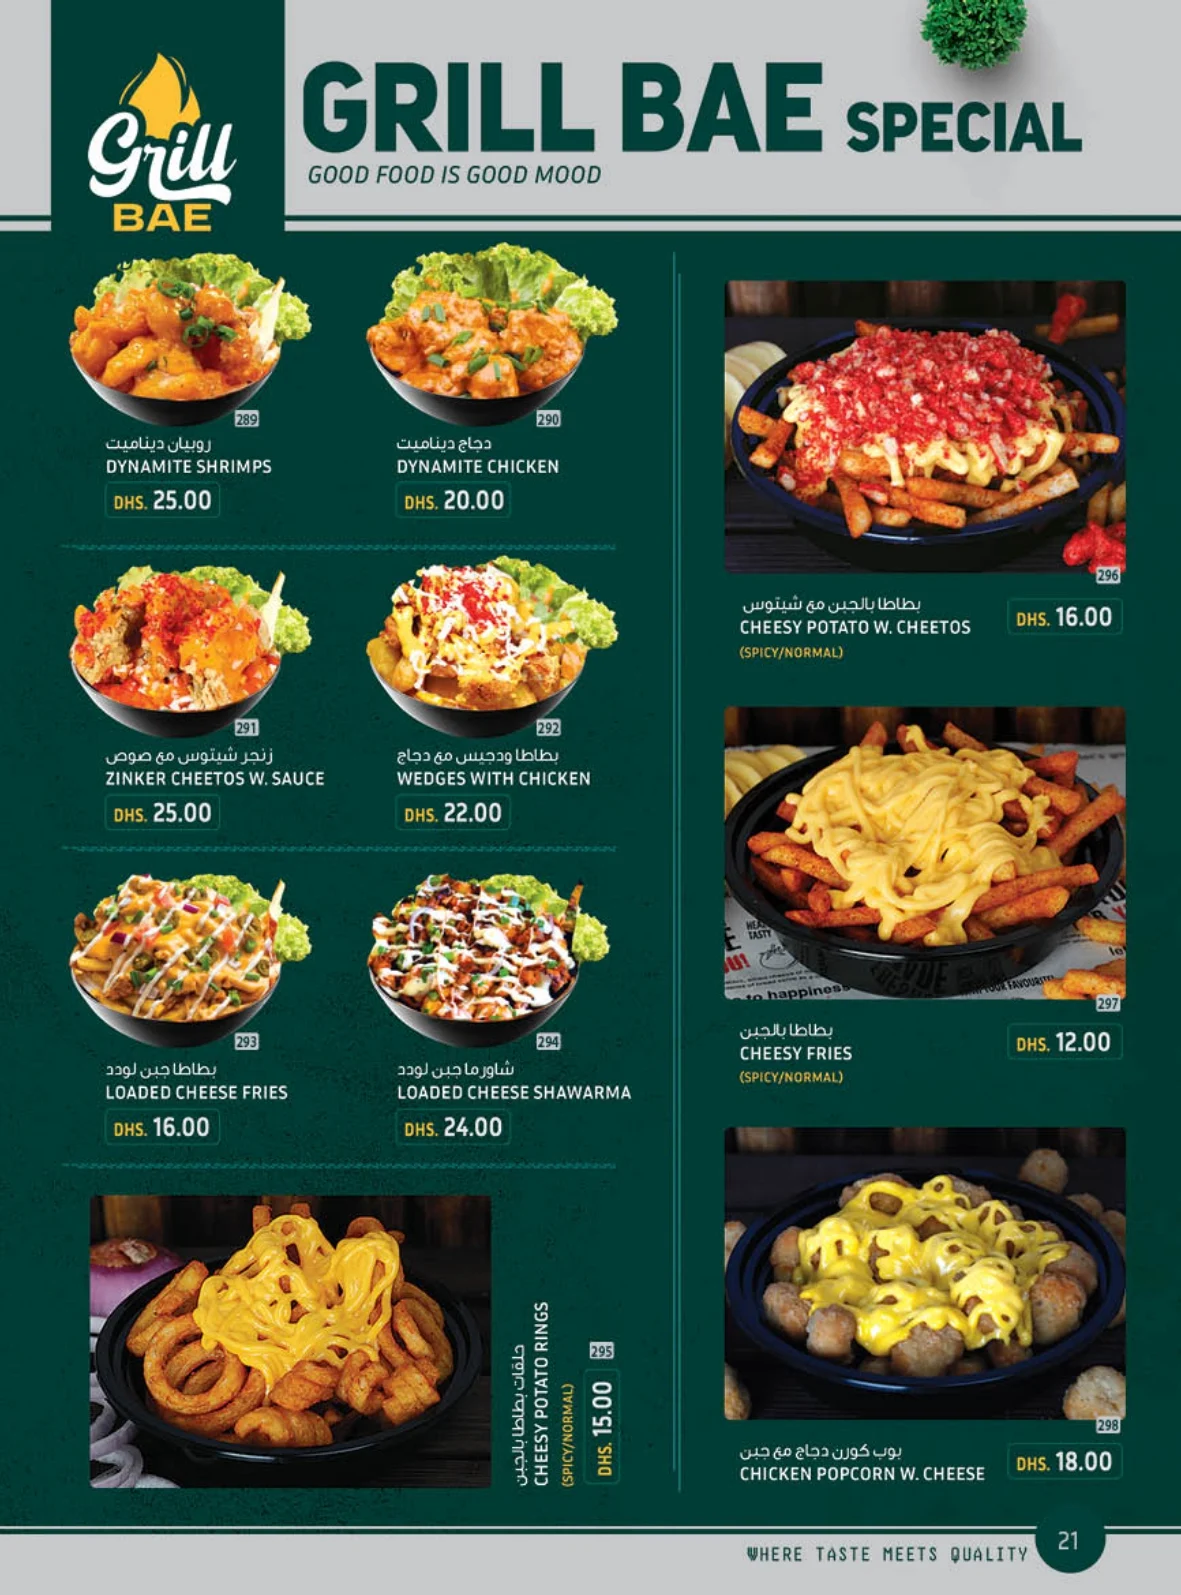 Grill
BAE
GRILL BAE SPECIAL
GOOD FOOD IS GOOD MOOD
289
روبيان ديناميت
DYNAMITE SHRIMPS
DHS. 25.00
290
دجاج ديناميت
DYNAMITE CHICKEN
DHS. 20.00
291
زنجر شيتوس مع صوص
ZINKER CHEETOS W. SAUCE
DHS. 25.00
292
بطاطا ودجيس مع دجاج
WEDGES WITH CHICKEN
DHS. 22.00
293
بطاطا جبن لودد
LOADED CHEESE FRIES
DHS. 16.00
294
شاورما جبن لودد
LOADED CHEESE SHAWARMA
DHS. 24.00
حلقات بطاطا بالجبن
CHEESY POTATO RINGS
(SPICY/NORMAL)
295
DHS. 15.00
296
بطاطا بالجبن مع شيتوس
CHEESY POTATO W. CHEETOS
(SPICY/NORMAL)
DHS. 16.00
to happiness
YOUR FAVOURITE
297
بطاطا بالجبن
CHEESY FRIES
(SPICY/NORMAL)
DHS. 12.00
298
بوب كورن دجاج مع جبن
CHICKEN POPCORN W. CHEESE
DHS. 18.00
WHERE TASTE MEETS QUALITY
21